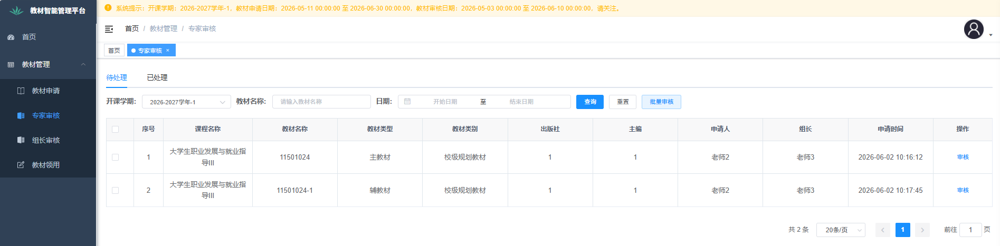 教材智能管理平台
系统提示：开课学期：2026-2027学年-1，教材申请日期：2026-05-11 00:00:00 至 2026-06-30 00:00:00，教材审核日期：2026-05-03 00:00:00 至 2026-06-10 00:00:00，请关注。
首页 / 教材管理 / 专家审核
首页
教材管理
教材申请
专家审核
组长审核
教材领用
首页 专家审核 ×
待处理 已处理
开课学期： 2026-2027学年-1 教材名称： 请输入教材名称 日期： 开始日期 至 结束日期 查询 重置 批量审核
序号 课程名称 教材名称 教材类型 教材类别 出版社 主编 申请人 组长 申请时间 操作
1 大学生职业发展与就业指导III 11501024 主教材 校级规划教材 1 1 老师2 老师3 2026-06-02 10:16:12 审核
2 大学生职业发展与就业指导III 11501024-1 辅教材 校级规划教材 1 1 老师2 老师3 2026-06-02 10:17:45 审核
共 2 条 20条/页 1 前往 1 页